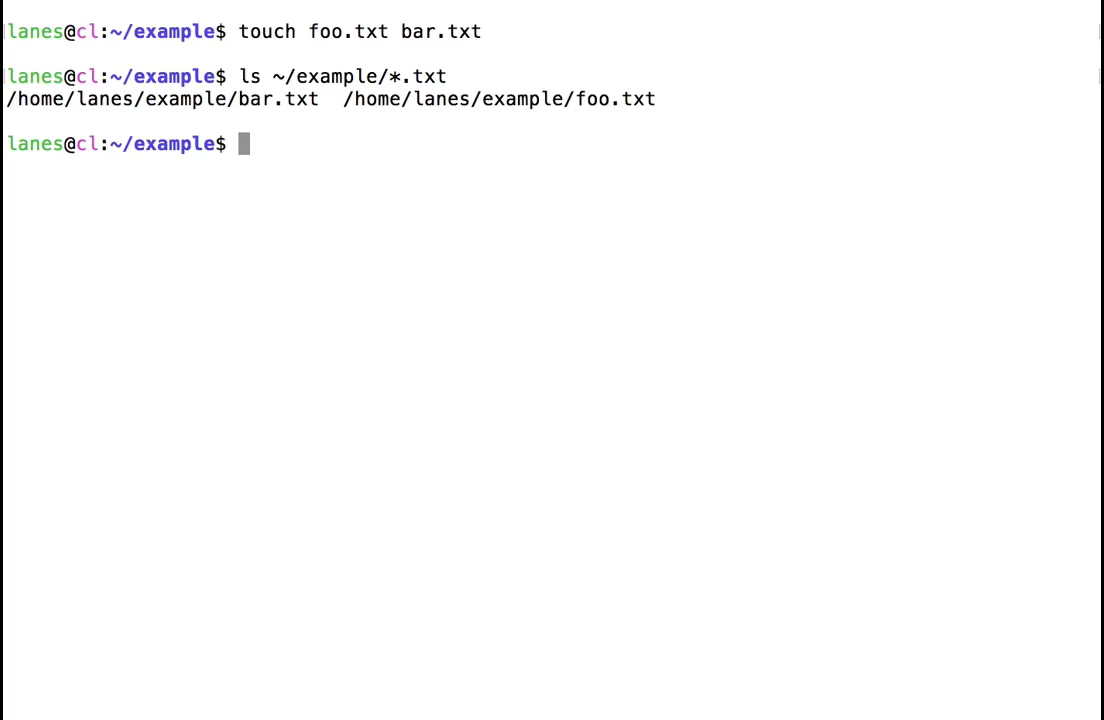 lanes@cl:~/example$ touch foo.txt bar.txt
lanes@cl:~/example$ ls ~/example/*.txt
/home/lanes/example/bar.txt  /home/lanes/example/foo.txt
lanes@cl:~/example$